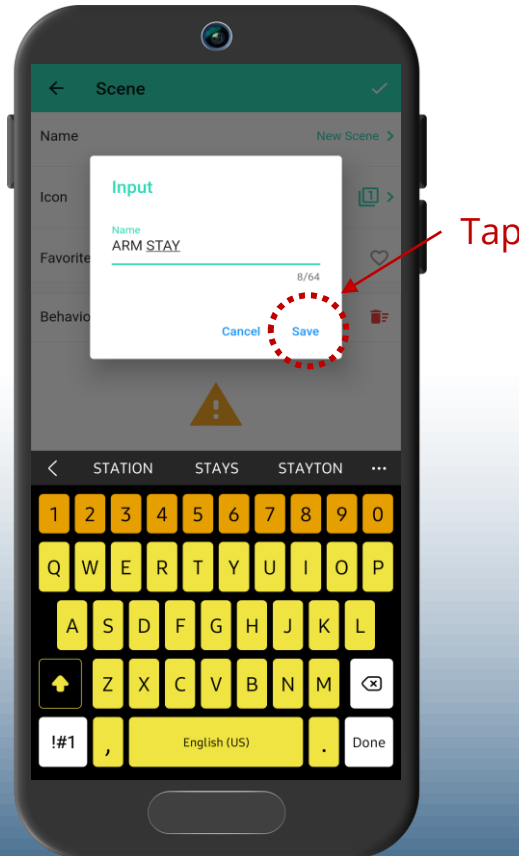 Scene
Name New Scene
Input
Icon
Name
ARM STAY
Favorite
8/64
Behavio
Cancel Save
Tap
STATION STAYS STAYTON ...
1 2 3 4 5 6 7 8 9 0
Q W E R T Y U I O P
A S D F G H J K L
Z X C V B N M
!#1 , English (US) . Done